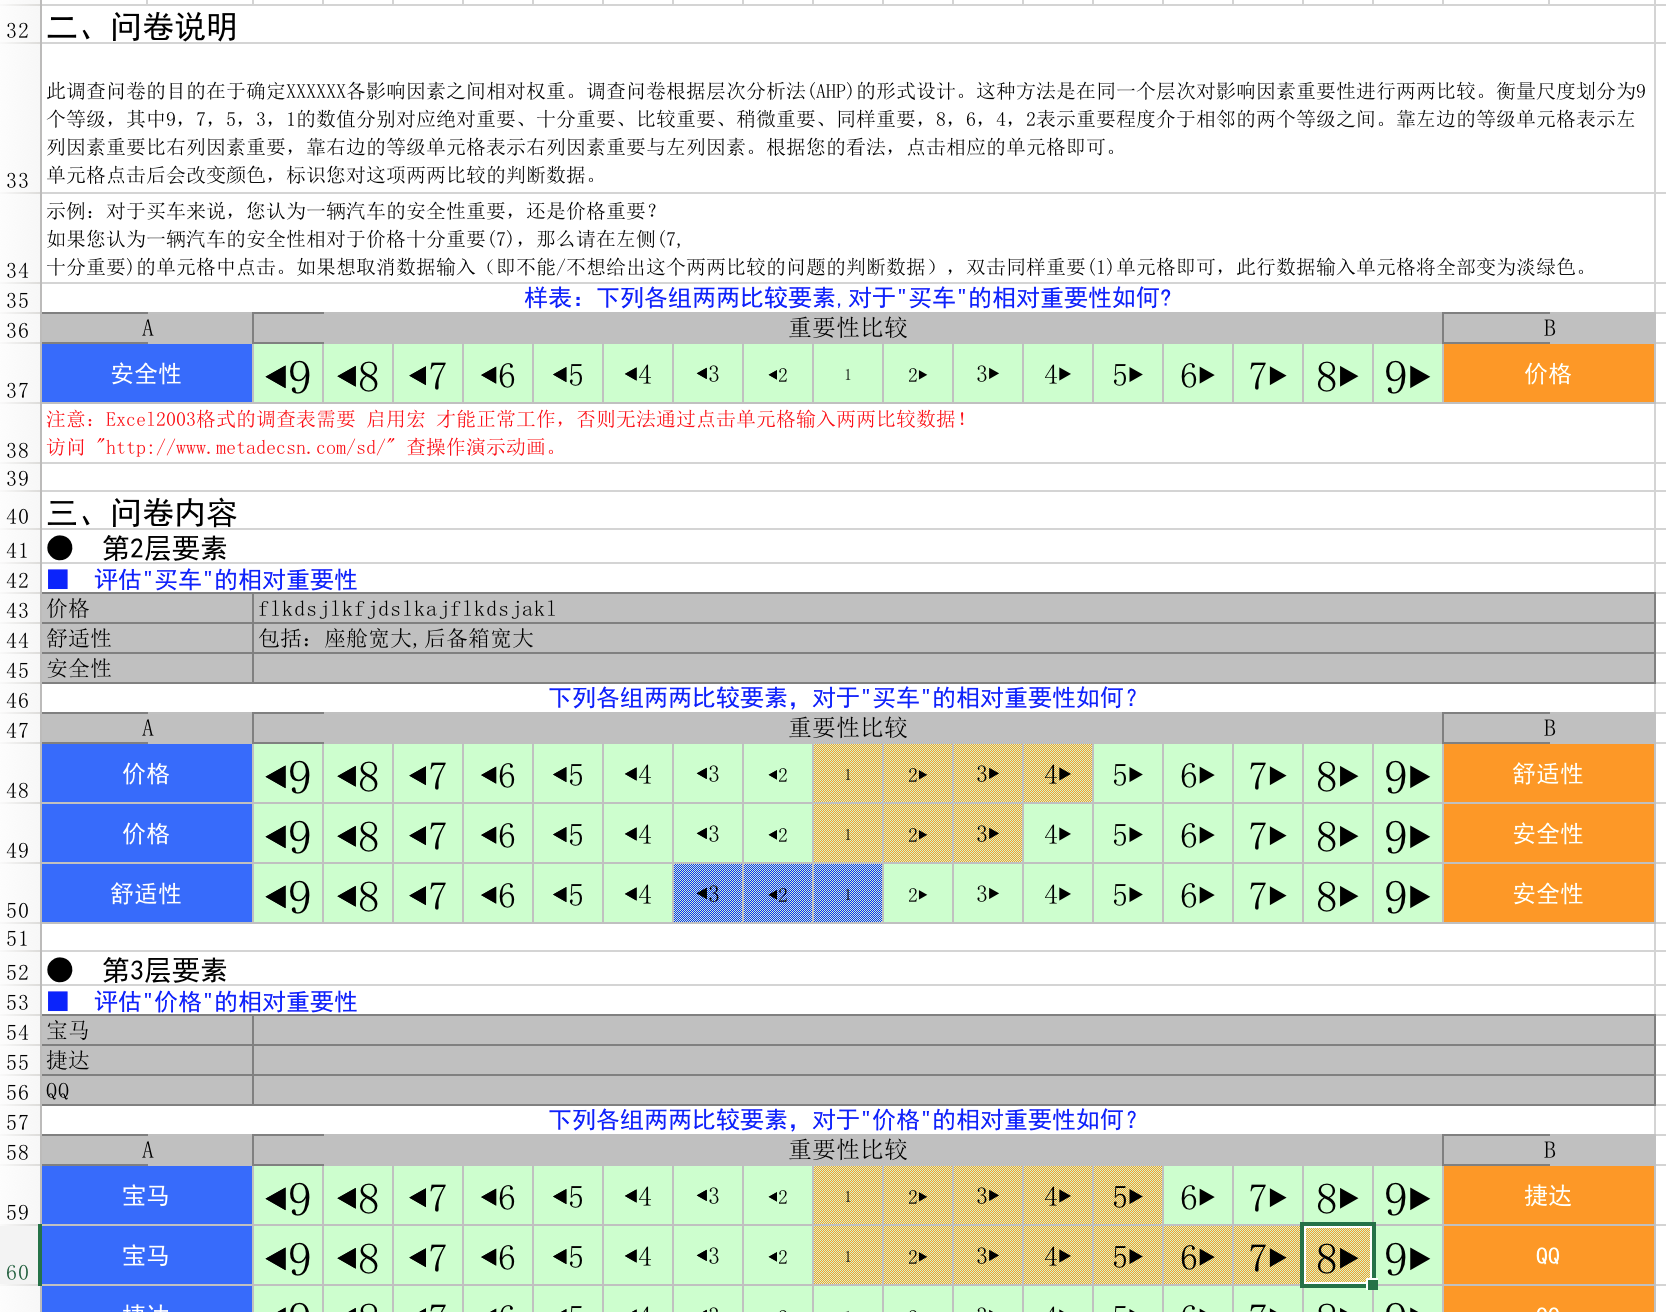 32 二、问卷说明
此调查问卷的目的在于确定XXXXXX各影响因素之间相对权重。调查问卷根据层次分析法(AHP)的形式设计。这种方法是在同一个层次对影响因素重要性进行两两比较。衡量尺度划分为9
个等级，其中9，7，5，3，1的数值分别对应绝对重要、十分重要、比较重要、稍微重要、同样重要，8，6，4，2表示重要程度介于相邻的两个等级之间。靠左边的等级单元格表示左
列因素重要比右列因素重要，靠右边的等级单元格表示右列因素重要与左列因素。根据您的看法，点击相应的单元格即可。
33 单元格点击后会改变颜色，标识您对这项两两比较的判断数据。
示例：对于买车来说，您认为一辆汽车的安全性重要，还是价格重要？
如果您认为一辆汽车的安全性相对于价格十分重要(7)，那么请在左侧(7，
34 十分重要)的单元格中点击。如果想取消数据输入（即不能/不想给出这个两两比较的问题的判断数据），双击同样重要(1)单元格即可，此行数据输入单元格将全部变为淡绿色。
35 样表：下列各组两两比较要素,对于"买车"的相对重要性如何?
36 A 重要性比较 B
37 安全性 ◀9 ◀8 ◀7 ◀6 ◀5 ◀4 ◀3 ◀2 1 2▶ 3▶ 4▶ 5▶ 6▶ 7▶ 8▶ 9▶ 价格
注意：Excel2003格式的调查表需要 启用宏 才能正常工作，否则无法通过点击单元格输入两两比较数据！
38 访问 "http://www.metadecsn.com/sd/" 查操作演示动画。
39
40 三、问卷内容
41 ● 第2层要素
42 ■ 评估"买车"的相对重要性
43 价格 flkdsjlkfjdslkajflkdsjakl
44 舒适性 包括：座舱宽大,后备箱宽大
45 安全性
46 下列各组两两比较要素，对于"买车"的相对重要性如何？
47 A 重要性比较 B
48 价格 ◀9 ◀8 ◀7 ◀6 ◀5 ◀4 ◀3 ◀2 1 2▶ 3▶ 4▶ 5▶ 6▶ 7▶ 8▶ 9▶ 舒适性
49 价格 ◀9 ◀8 ◀7 ◀6 ◀5 ◀4 ◀3 ◀2 1 2▶ 3▶ 4▶ 5▶ 6▶ 7▶ 8▶ 9▶ 安全性
50 舒适性 ◀9 ◀8 ◀7 ◀6 ◀5 ◀4 ◀3 ◀2 1 2▶ 3▶ 4▶ 5▶ 6▶ 7▶ 8▶ 9▶ 安全性
51
52 ● 第3层要素
53 ■ 评估"价格"的相对重要性
54 宝马
55 捷达
56 QQ
57 下列各组两两比较要素，对于"价格"的相对重要性如何？
58 A 重要性比较 B
59 宝马 ◀9 ◀8 ◀7 ◀6 ◀5 ◀4 ◀3 ◀2 1 2▶ 3▶ 4▶ 5▶ 6▶ 7▶ 8▶ 9▶ 捷达
60 宝马 ◀9 ◀8 ◀7 ◀6 ◀5 ◀4 ◀3 ◀2 1 2▶ 3▶ 4▶ 5▶ 6▶ 7▶ 8▶ 9▶ QQ